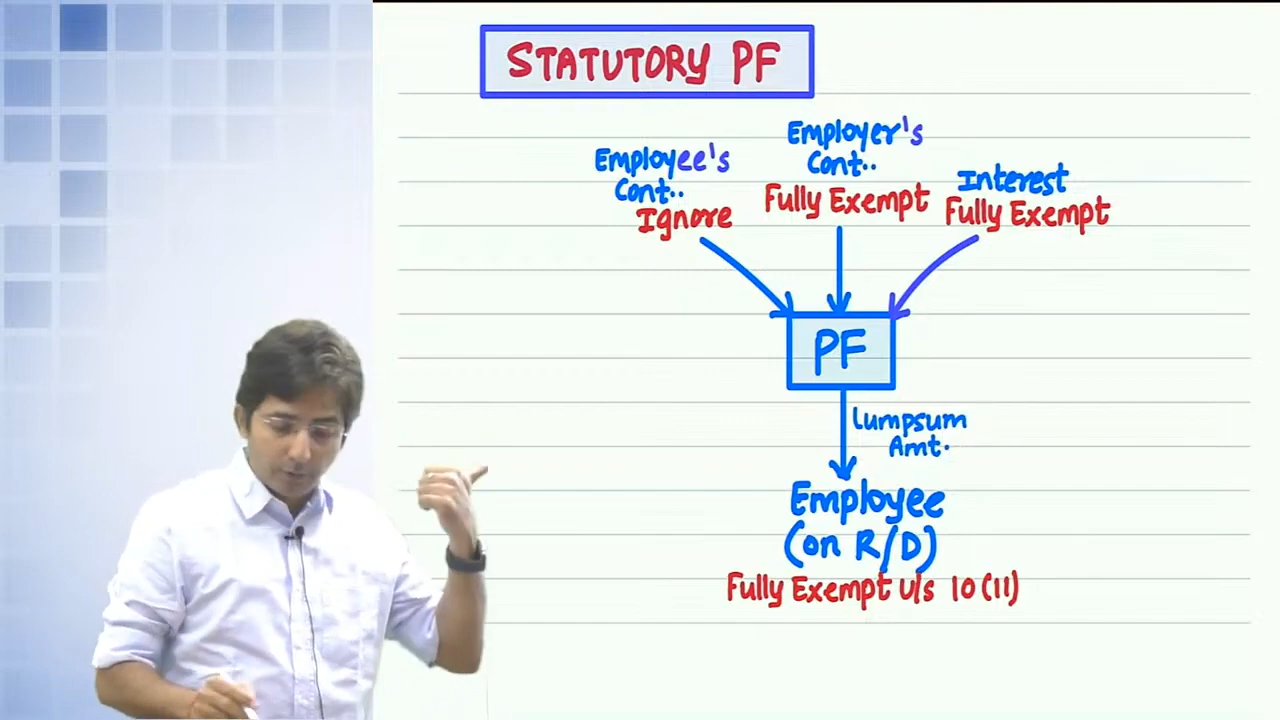 STATUTORY PF
Employee's
Cont..
Ignore
Employer's
Cont..
Fully Exempt
Interest
Fully Exempt
PF
Lumpsum
Amt.
Employee
(on R/D)
Fully Exempt u/s 10(11)